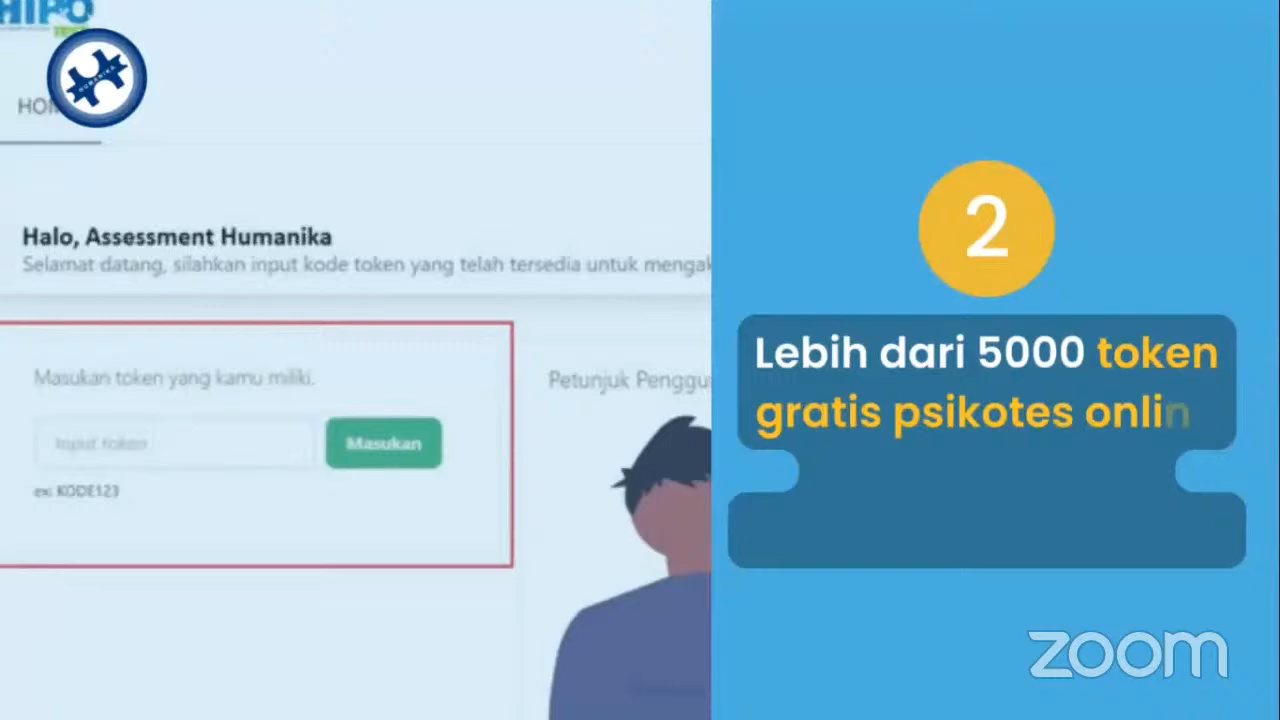 HIPO
HUMANIKA
HOM
Halo, Assessment Humanika
Selamat datang, silahkan input kode token yang telah tersedia untuk mengak
Masukan token yang kamu miliki.
Input token
Masukan
ex: KODE123
Petunjuk Penggu
2
Lebih dari 5000 token
gratis psikotes onlin
zoom